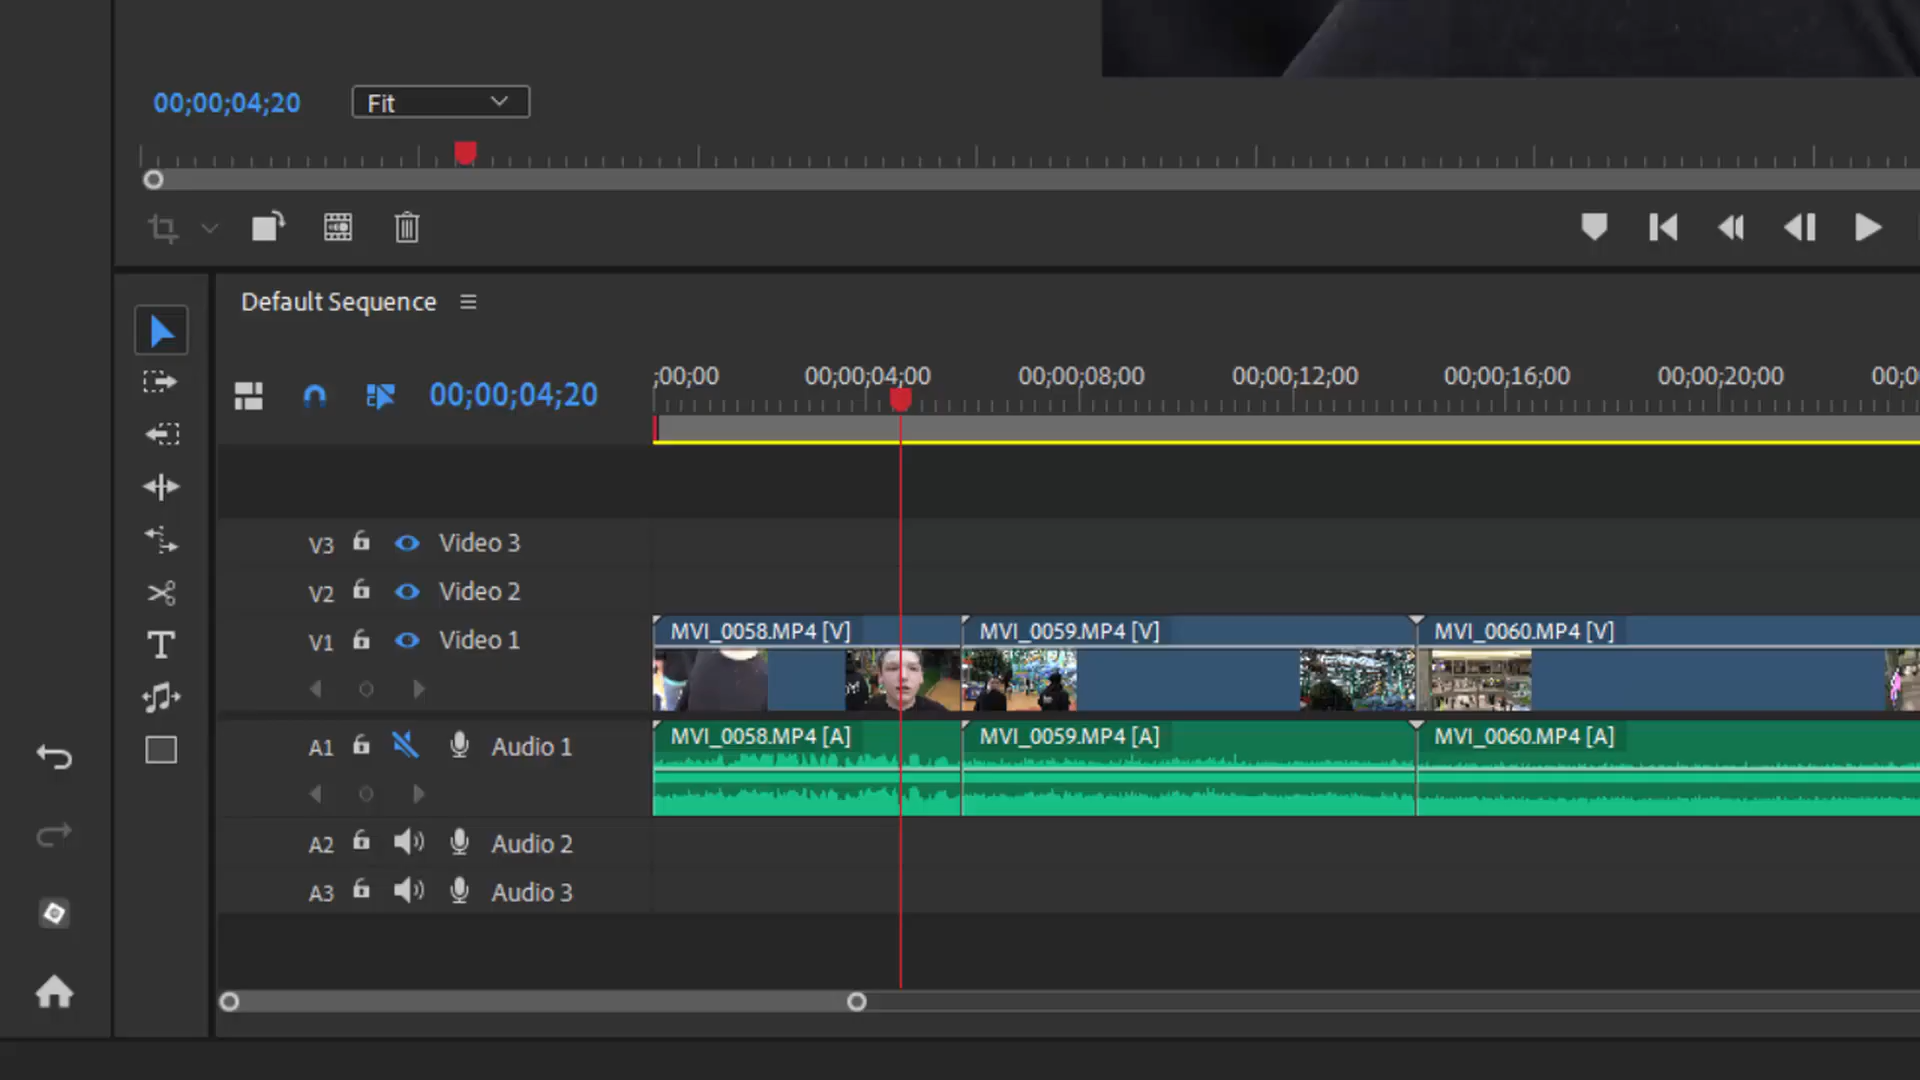 00;00;04;20 Fit
Default Sequence
00;00;04;20 ;00;00 00;00;04;00 00;00;08;00 00;00;12;00 00;00;16;00 00;00;20;00 00;0
V3 Video 3
V2 Video 2
V1 Video 1 MVI_0058.MP4 [V] MVI_0059.MP4 [V] MVI_0060.MP4 [V]
A1 Audio 1 MVI_0058.MP4 [A] MVI_0059.MP4 [A] MVI_0060.MP4 [A]
A2 Audio 2
A3 Audio 3